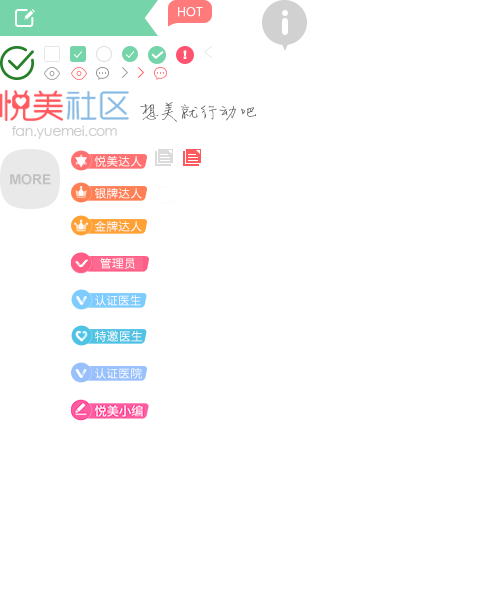 HOT
悦美社区
想美就行动吧
fan.yuemei.com
MORE
悦美达人
银牌达人
金牌达人
管理员
认证医生
特邀医生
认证医院
悦美小编